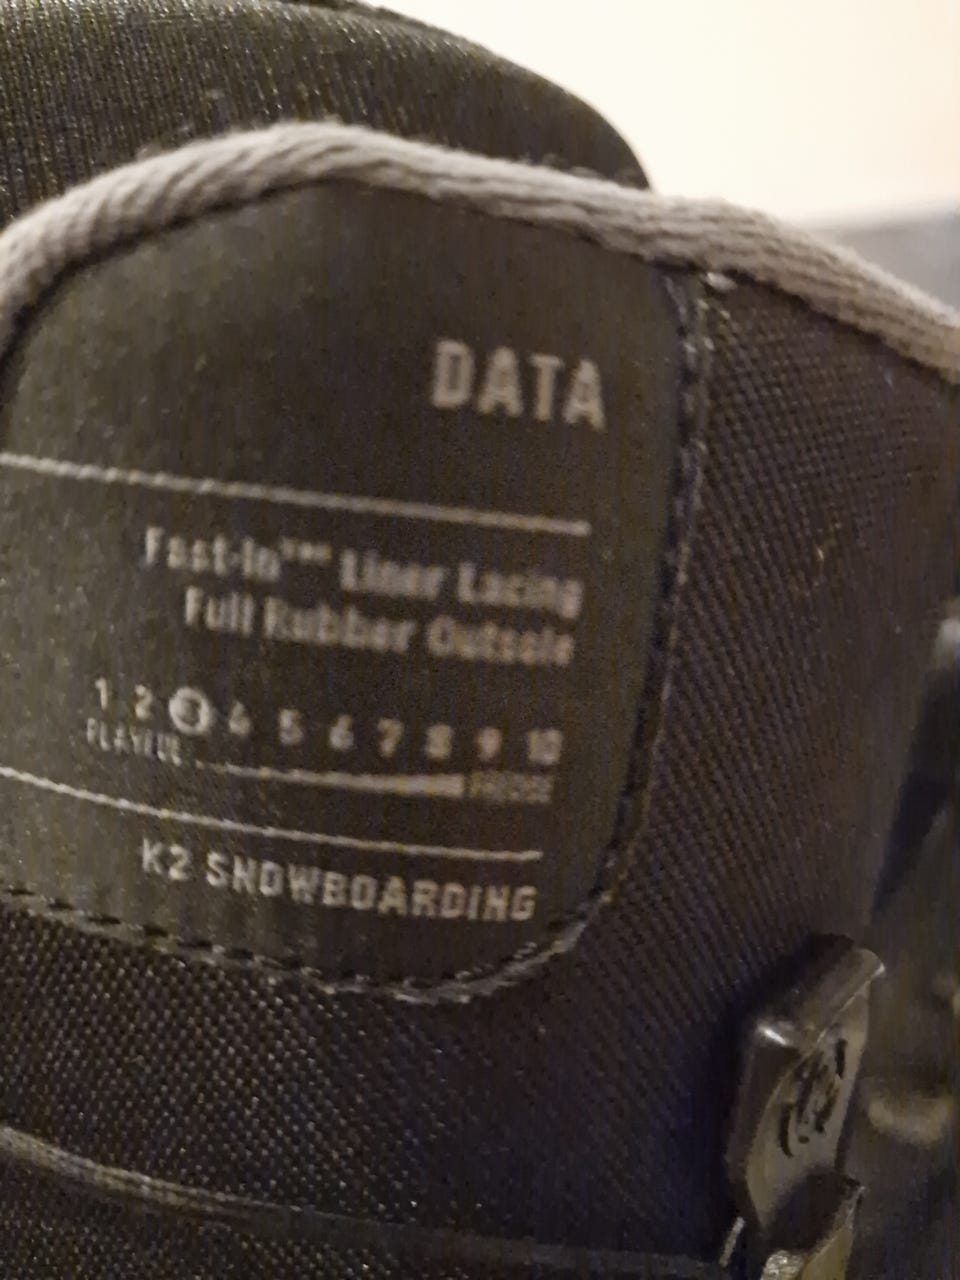 DATA
Fast-In™ Liner Lacing
Full Rubber Outsole
1 2 3 4 5 6 7 8 9 10
PLAYFUL
K2 SNOWBOARDING